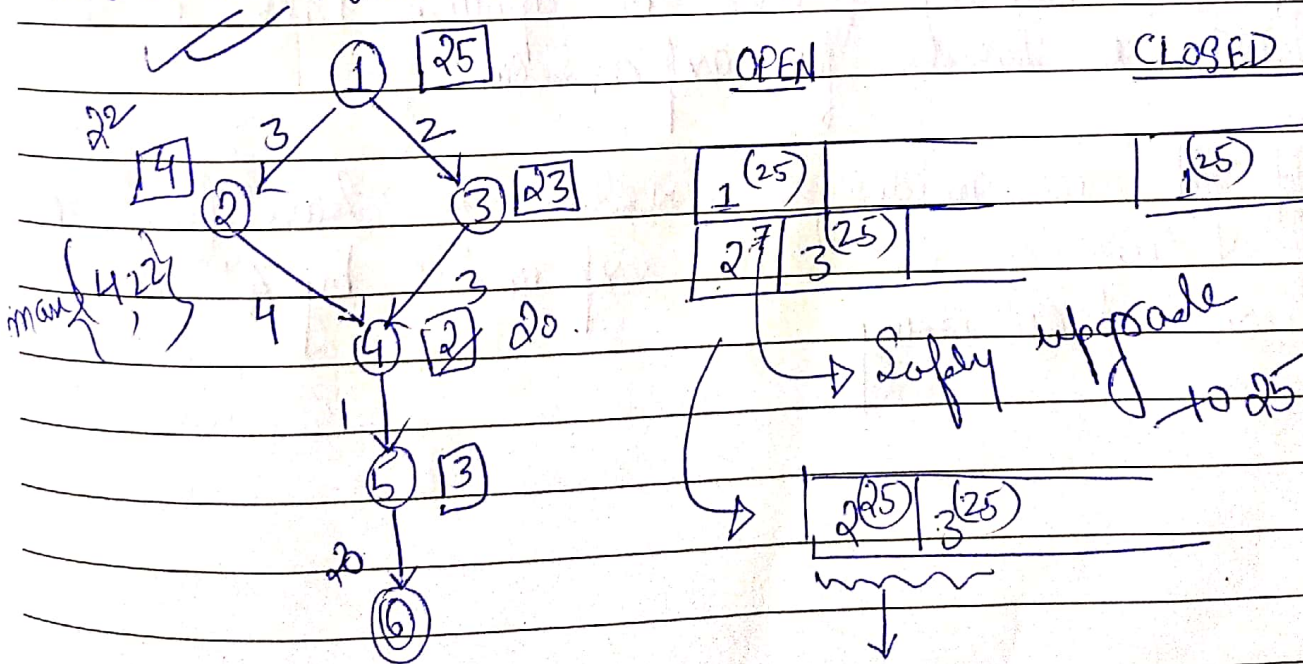 1 25 OPEN CLOSED
22 3 2
4 2 3 23
1(25) 1(25)
27 3(25)
max{4,22} 4 3
4 2 20.
Safely upgrade to 25
1
5 3
2(25) 3(25)
20
6